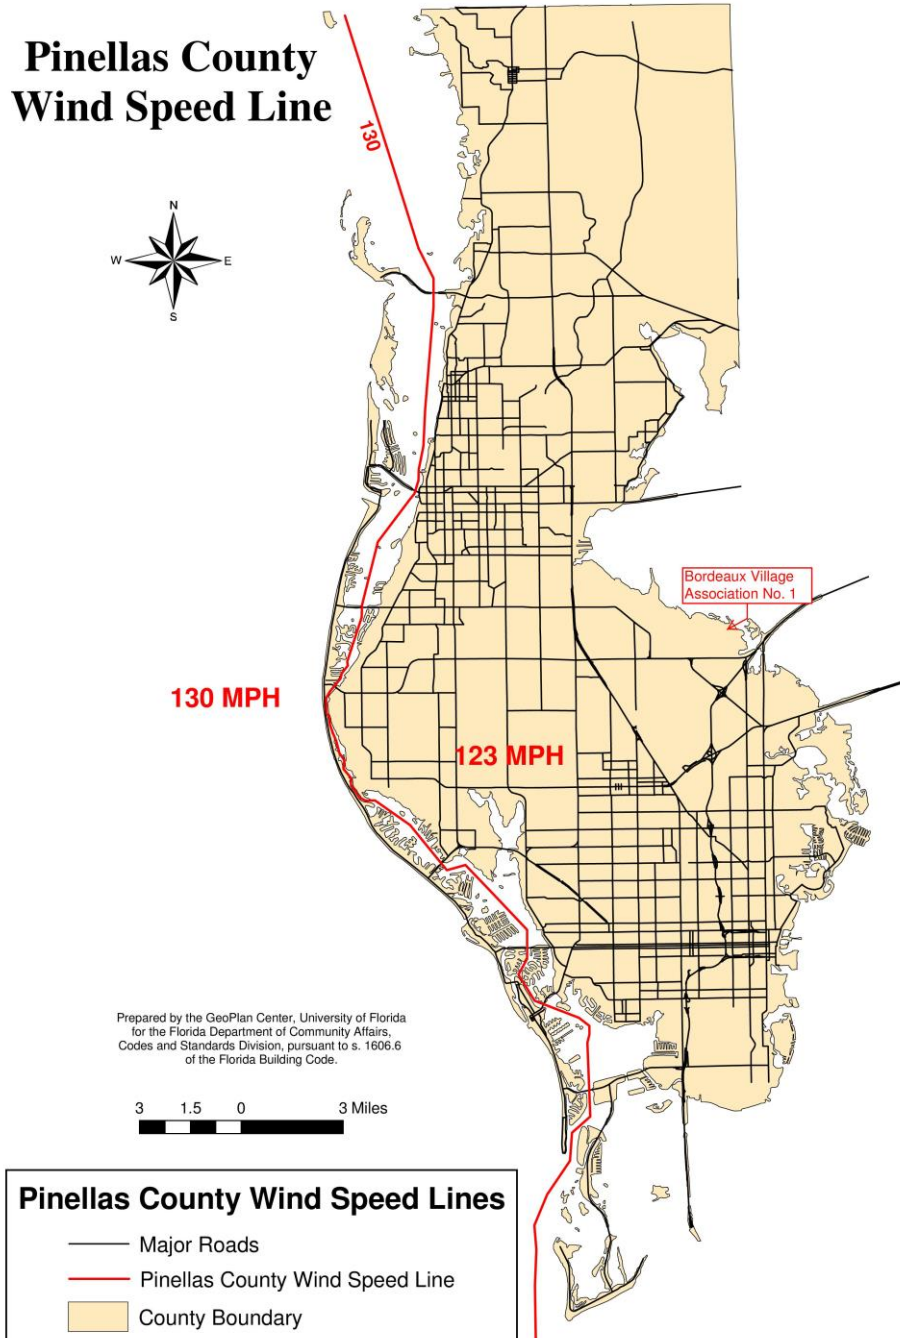 Pinellas County
Wind Speed Line
130
N
W
E
S
Bordeaux Village
Association No. 1
130 MPH
123 MPH
Prepared by the GeoPlan Center, University of Florida
for the Florida Department of Community Affairs,
Codes and Standards Division, pursuant to s. 1606.6
of the Florida Building Code.
3 1.5 0 3 Miles
Pinellas County Wind Speed Lines
Major Roads
Pinellas County Wind Speed Line
County Boundary